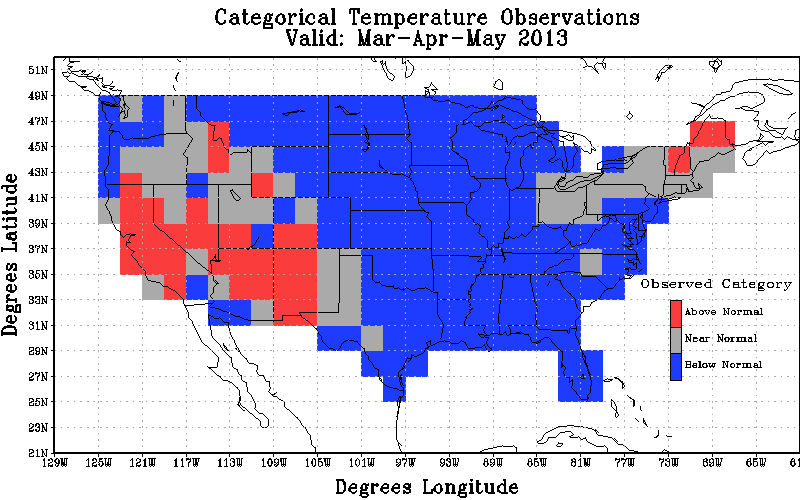 Categorical Temperature Observations
Valid: Mar-Apr-May 2013
51N
49N
47N
45N
43N
41N
39N
37N
35N
33N
31N
29N
27N
25N
23N
21N
Degrees Latitude
Observed Category
Above Normal
Near Normal
Below Normal
129W 125W 121W 117W 113W 109W 105W 101W 97W 93W 89W 85W 81W 77W 73W 69W 65W 61
Degrees Longitude